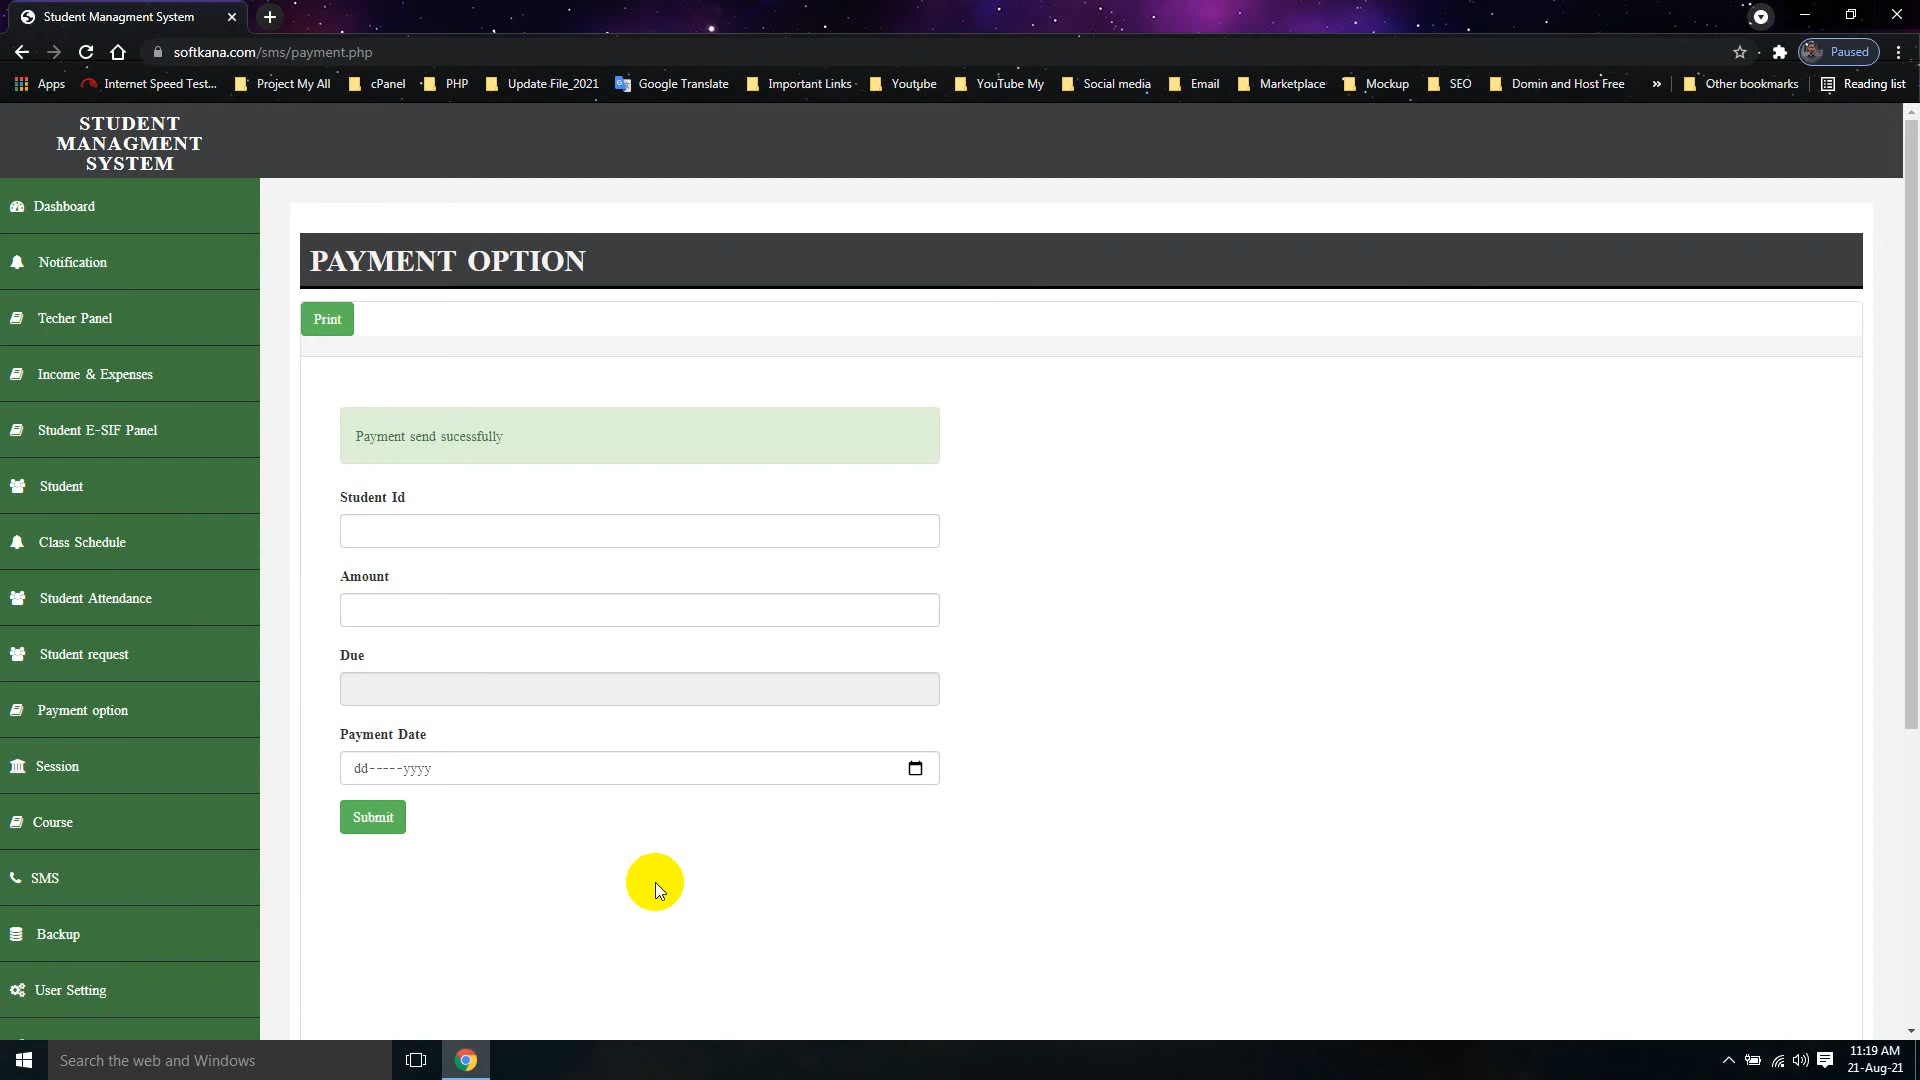 Student Managment System
softkana.com/sms/payment.php
Paused
Apps Internet Speed Test... Project My All cPanel PHP Update File_2021 Google Translate Important Links Youtube YouTube My Social media Email Marketplace Mockup SEO Domin and Host Free » Other bookmarks Reading list
STUDENT
MANAGMENT
SYSTEM
Dashboard
Notification
Techer Panel
Income & Expenses
Student E-SIF Panel
Student
Class Schedule
Student Attendance
Student request
Payment option
Session
Course
SMS
Backup
User Setting
PAYMENT OPTION
Print
Payment send sucessfully
Student Id
Amount
Due
Payment Date
dd-----yyyy
Submit
Search the web and Windows
11:19 AM
21-Aug-21